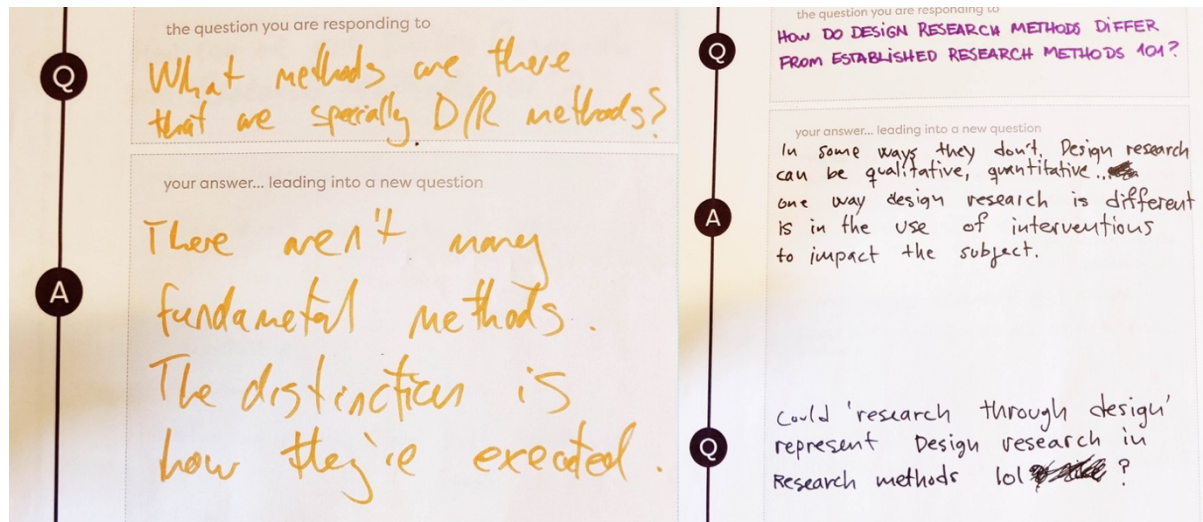 the question you are responding to
What methods are there
that are specially D/R methods?
your answer... leading into a new question
There aren't many
fundametal methods.
The distinction is
how they're executed.
Q
A
the question you are responding to
HOW DO DESIGN RESEARCH METHODS DIFFER
FROM ESTABLISHED RESEARCH METHODS 101?
your answer... leading into a new question
In some ways they don't. Design research
can be qualitative, quantitative...
one way design research is different
is in the use of interventions
to impact the subject.
Could 'research through design'
represent Design research in
Research methods 101 ?
Q
A
Q